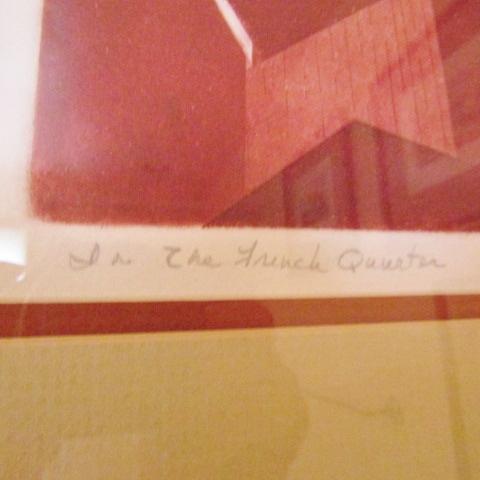 In The French Quarter